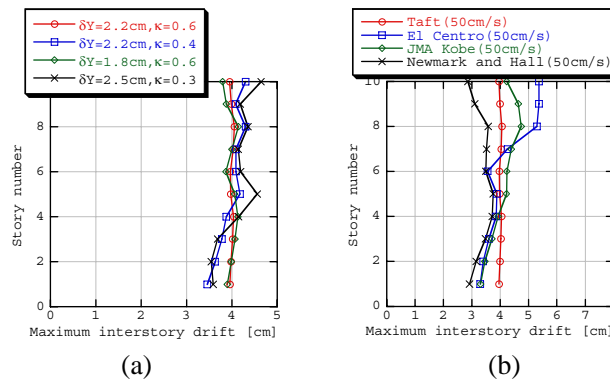 δY=2.2cm,κ=0.6
δY=2.2cm,κ=0.4
δY=1.8cm,κ=0.6
δY=2.5cm,κ=0.3
8
6
4
2
0
Story number
0 1 2 3 4 5
Maximum interstory drift [cm]
(a)
Taft(50cm/s)
El Centro(50cm/s)
JMA Kobe(50cm/s)
Newmark and Hall(50cm/s)
10
8
6
4
2
0
Story number
0 1 2 3 4 5 6 7
Maximum interstory drift [cm]
(b)